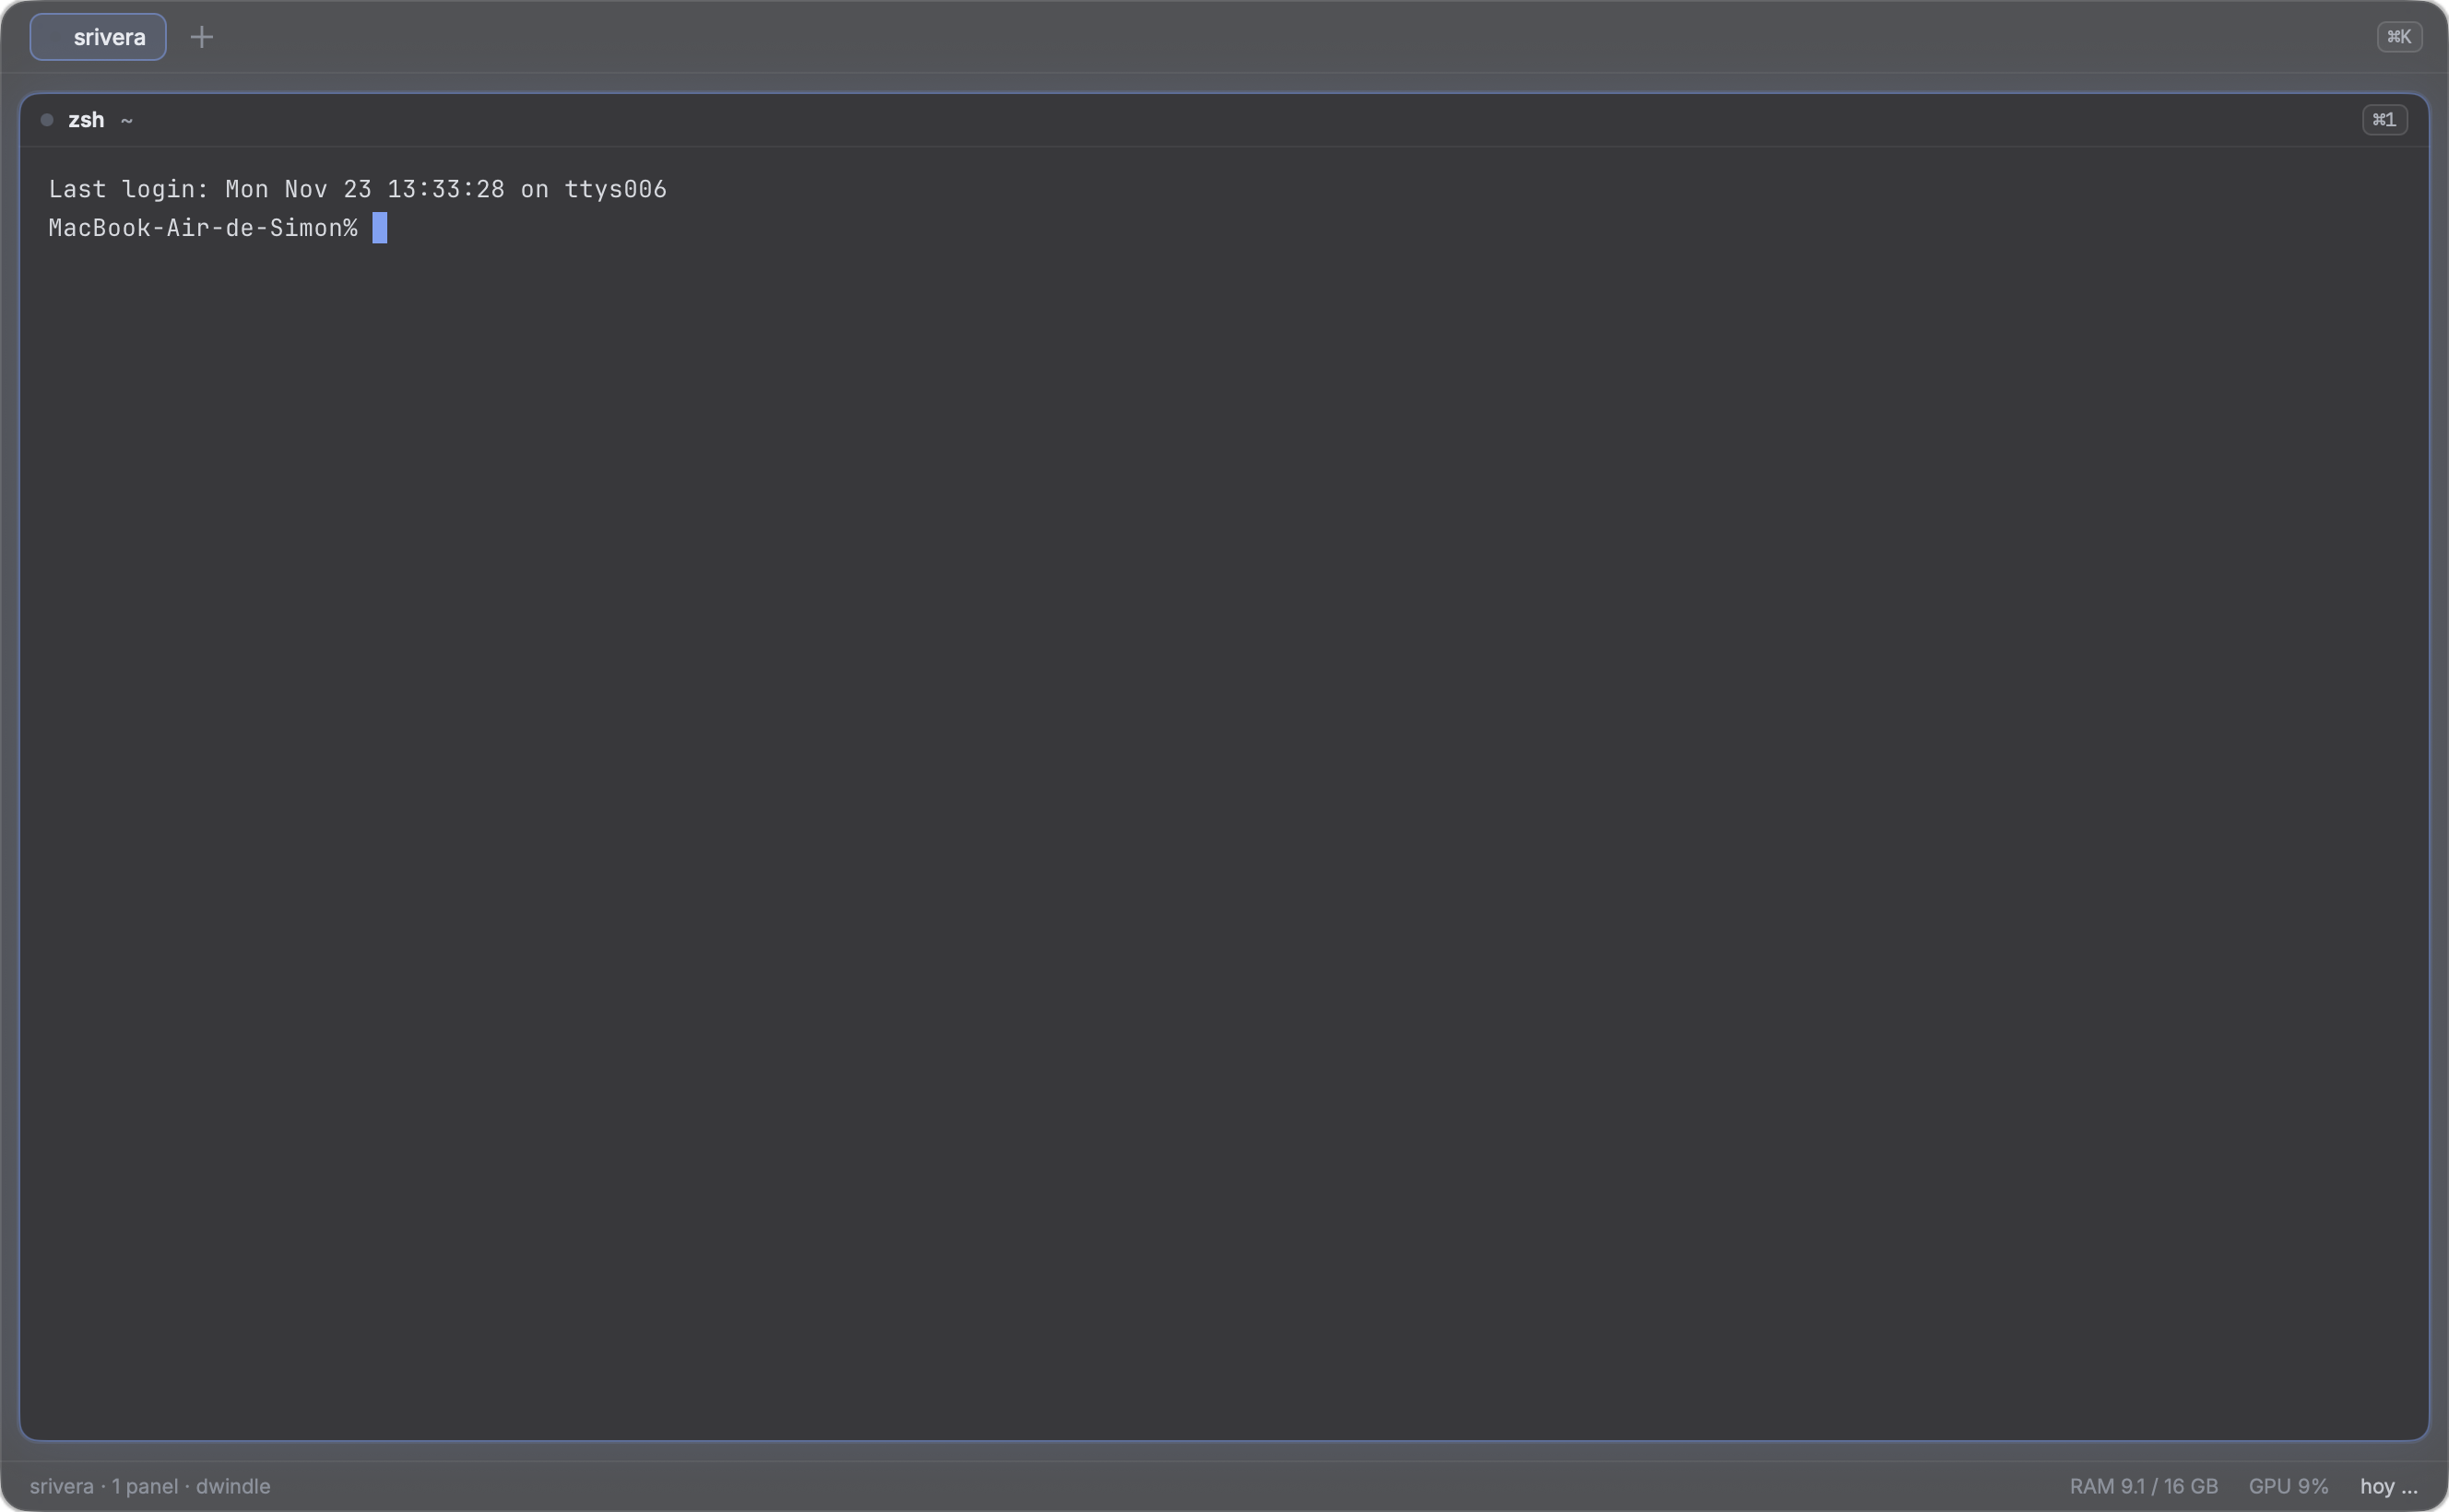 srivera +
⌘K
zsh ~
⌘1
Last login: Mon Nov 23 13:33:28 on ttys006
MacBook-Air-de-Simon%
srivera · 1 panel · dwindle
RAM 9.1 / 16 GB GPU 9% hoy ...